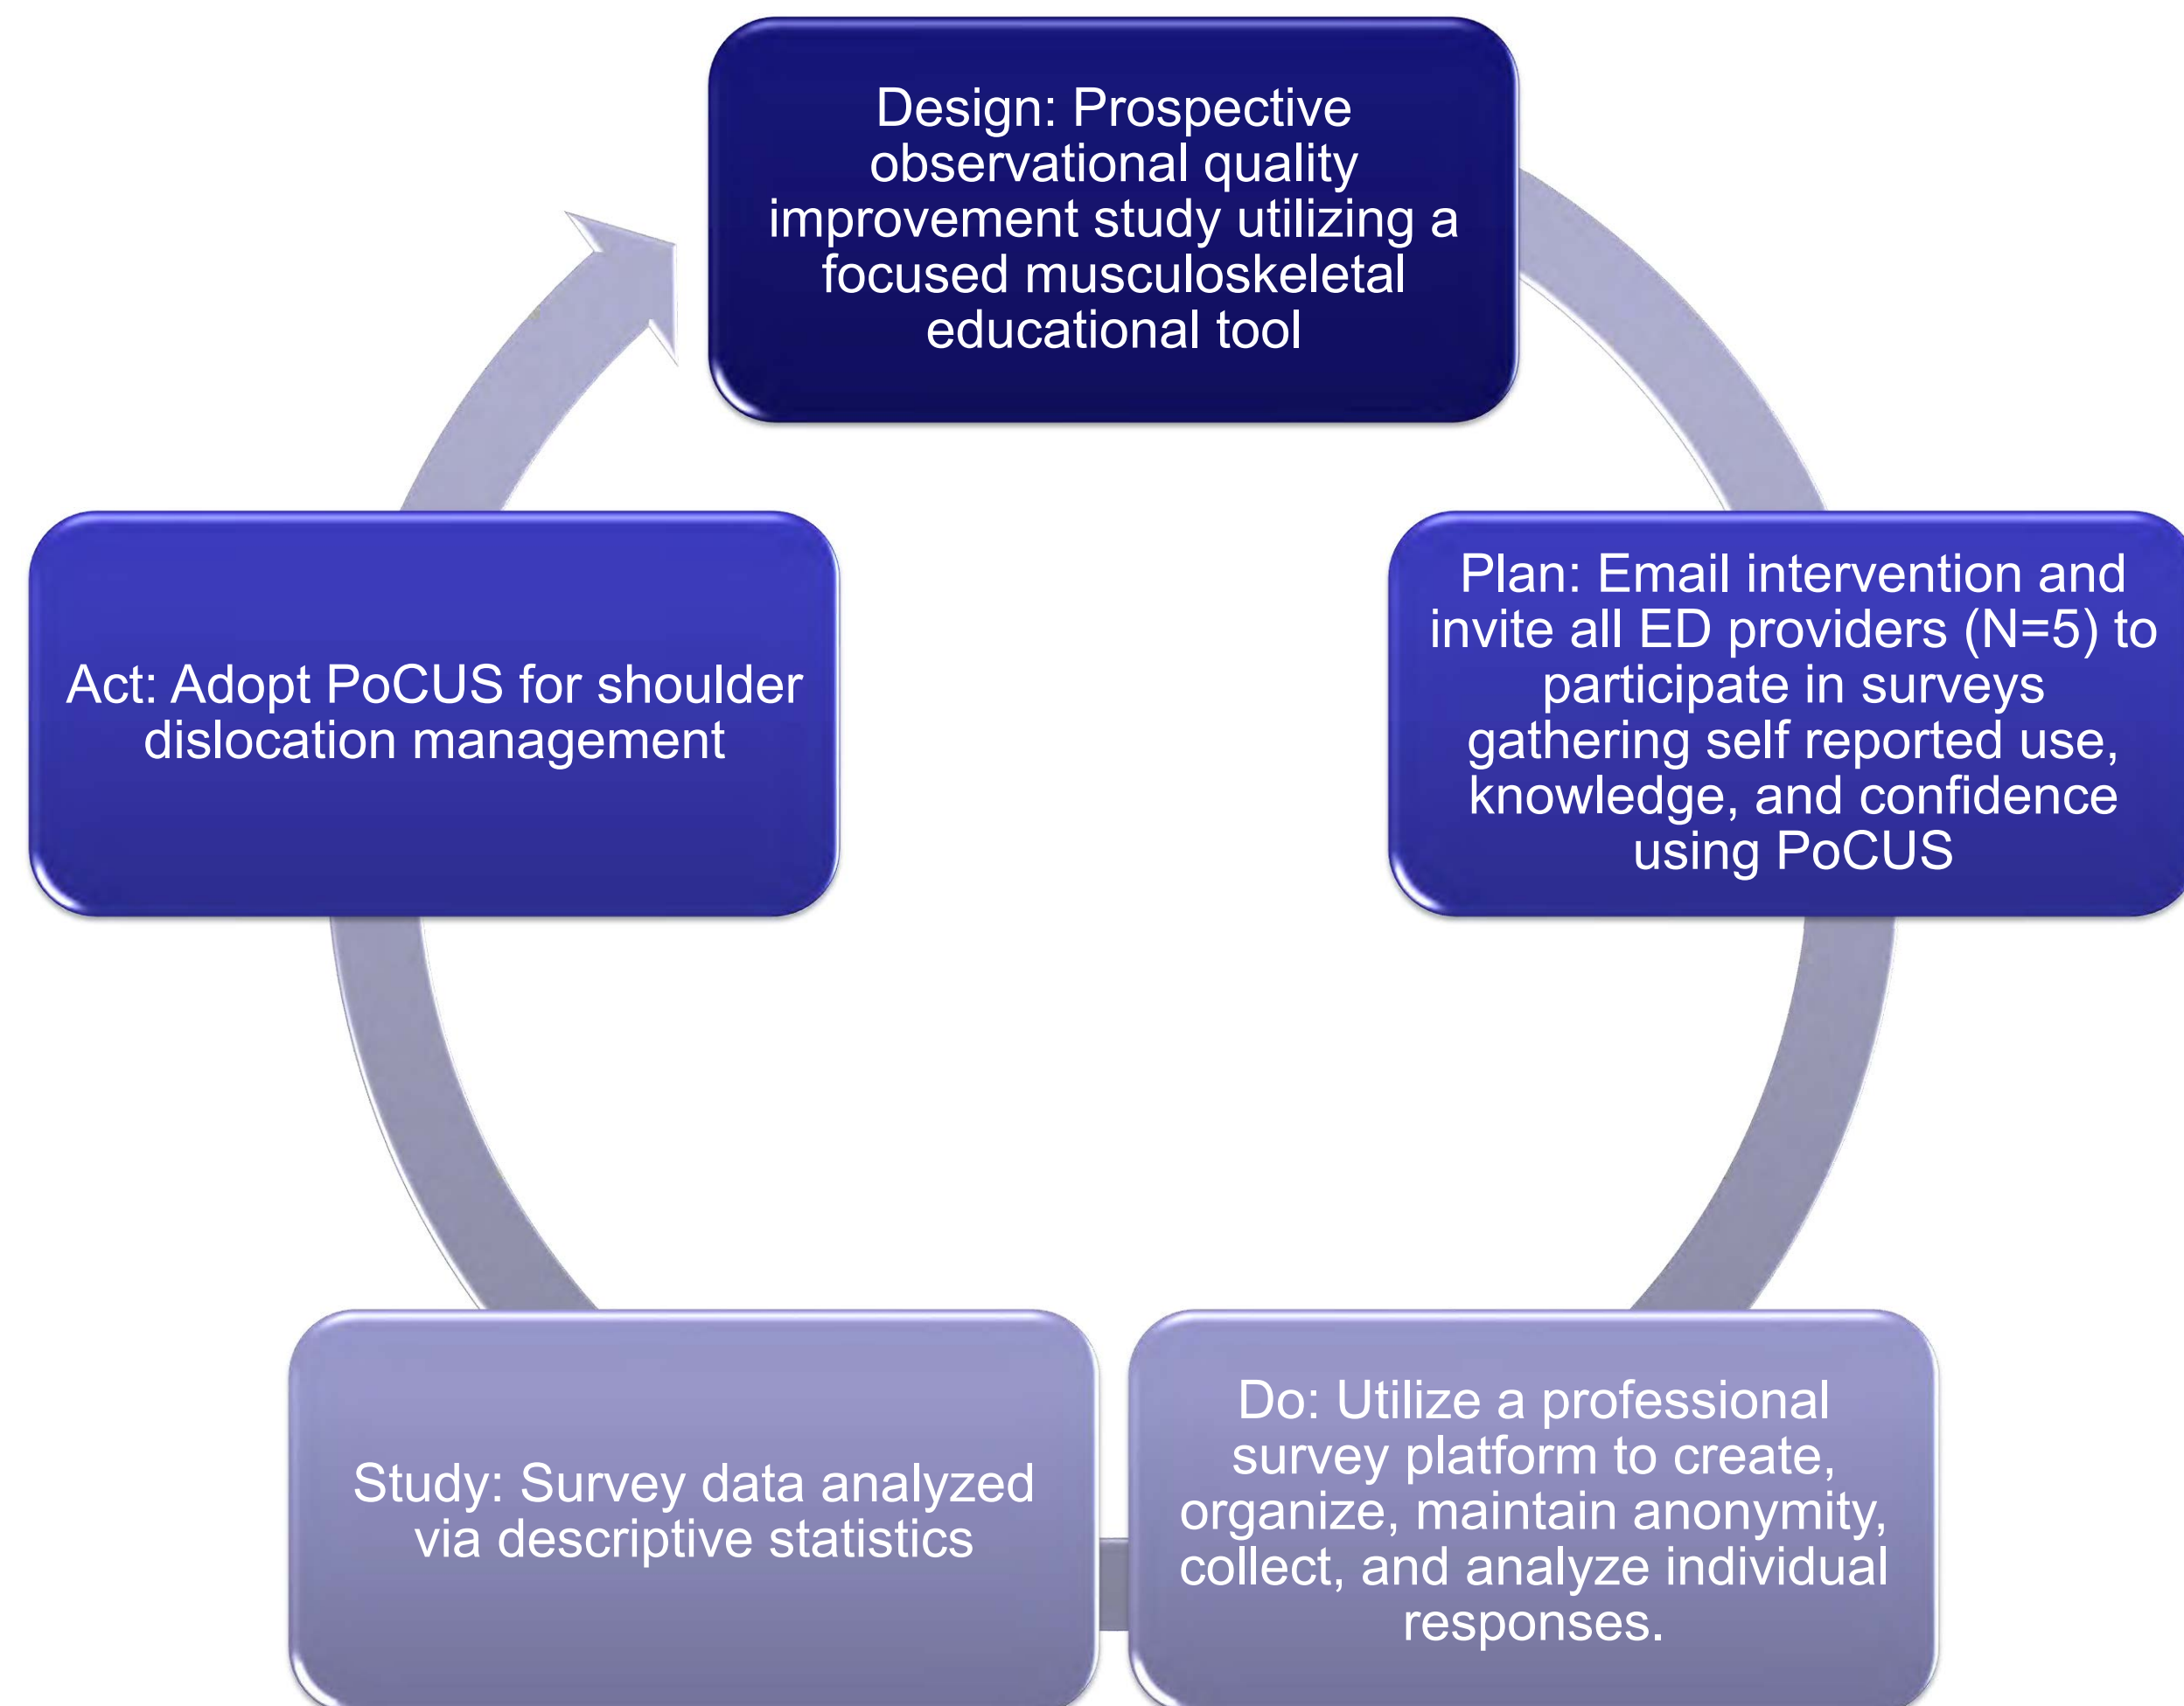 Design: Prospective
observational quality
improvement study utilizing a
focused musculoskeletal
educational tool
Plan: Email intervention and
invite all ED providers (N=5) to
participate in surveys
gathering self reported use,
knowledge, and confidence
using PoCUS
Do: Utilize a professional
survey platform to create,
organize, maintain anonymity,
collect, and analyze individual
responses.
Study: Survey data analyzed
via descriptive statistics
Act: Adopt PoCUS for shoulder
dislocation management